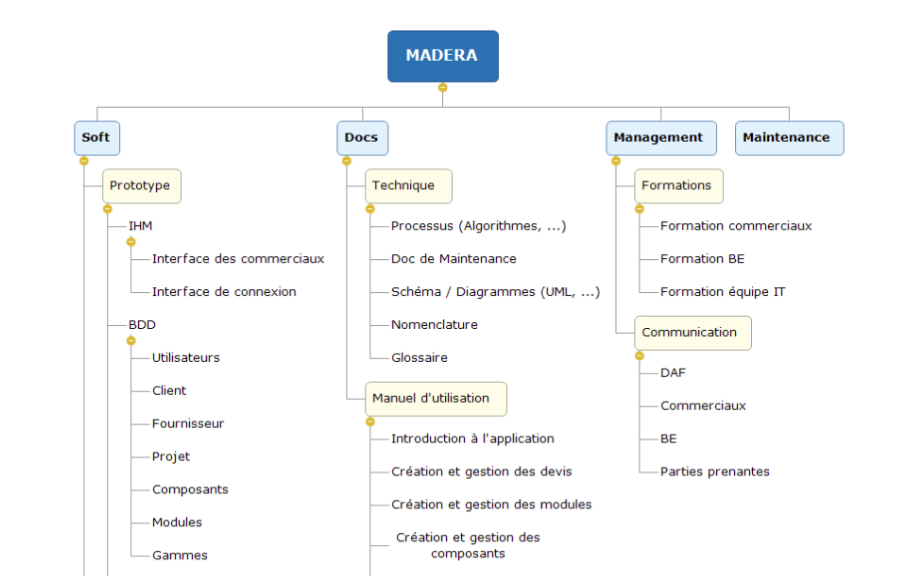 MADERA
Soft
Prototype
IHM
Interface des commerciaux
Interface de connexion
BDD
Utilisateurs
Client
Fournisseur
Projet
Composants
Modules
Gammes
Docs
Technique
Processus (Algorithmes, ...)
Doc de Maintenance
Schéma / Diagrammes (UML, ...)
Nomenclature
Glossaire
Manuel d'utilisation
Introduction à l'application
Création et gestion des devis
Création et gestion des modules
Création et gestion des
composants
Management
Formations
Formation commerciaux
Formation BE
Formation équipe IT
Communication
DAF
Commerciaux
BE
Parties prenantes
Maintenance